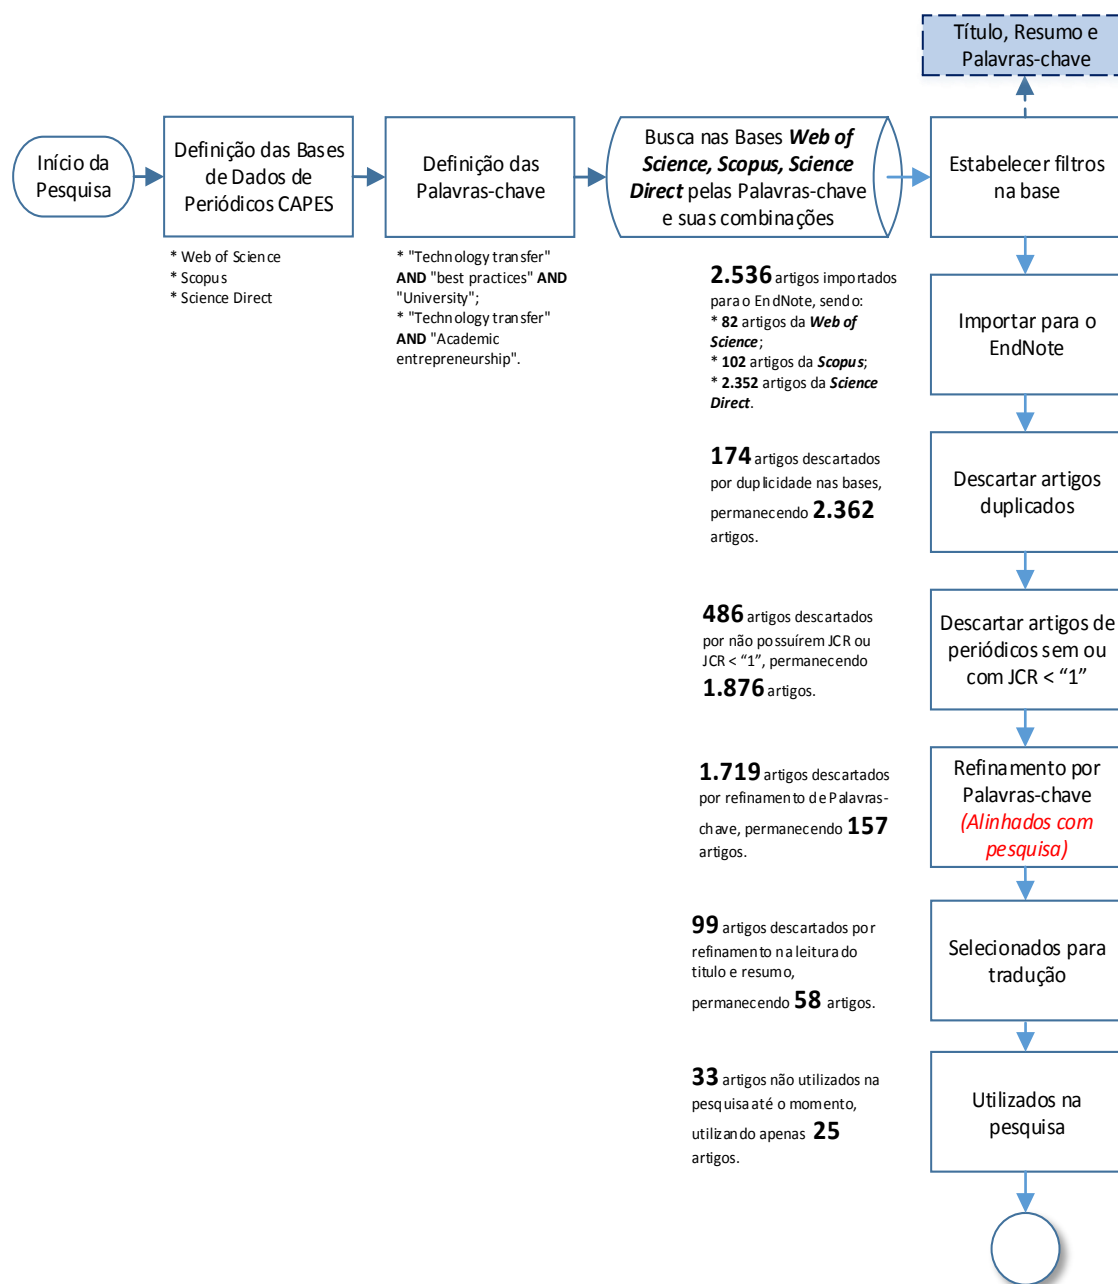 Título, Resumo e
Palavras-chave
Início da
Pesquisa
Definição das Bases
de Dados de
Periódicos CAPES
Definição das
Palavras-chave
Busca nas Bases Web of
Science, Scopus, Science
Direct pelas Palavras-chave
e suas combinações
Estabelecer filtros
na base
* Web of Science
* Scopus
* Science Direct
* "Technology transfer"
AND "best practices" AND
"University";
* "Technology transfer"
AND "Academic
entrepreneurship".
2.536 artigos importados
para o EndNote, sendo:
* 82 artigos da Web of
Science;
* 102 artigos da Scopus;
* 2.352 artigos da Science
Direct.
Importar para o
EndNote
174 artigos descartados
por duplicidade nas bases,
permanecendo 2.362
artigos.
Descartar artigos
duplicados
486 artigos descartados
por não possuírem JCR ou
JCR < “1”, permanecendo
1.876 artigos.
Descartar artigos de
periódicos sem ou
com JCR < “1”
1.719 artigos descartados
por refinamento de Palavras-
chave, permanecendo 157
artigos.
Refinamento por
Palavras-chave
(Alinhados com
pesquisa)
99 artigos descartados por
refinamento na leitura do
titulo e resumo,
permanecendo 58 artigos.
Selecionados para
tradução
33 artigos não utilizados na
pesquisa até o momento,
utilizando apenas 25
artigos.
Utilizados na
pesquisa